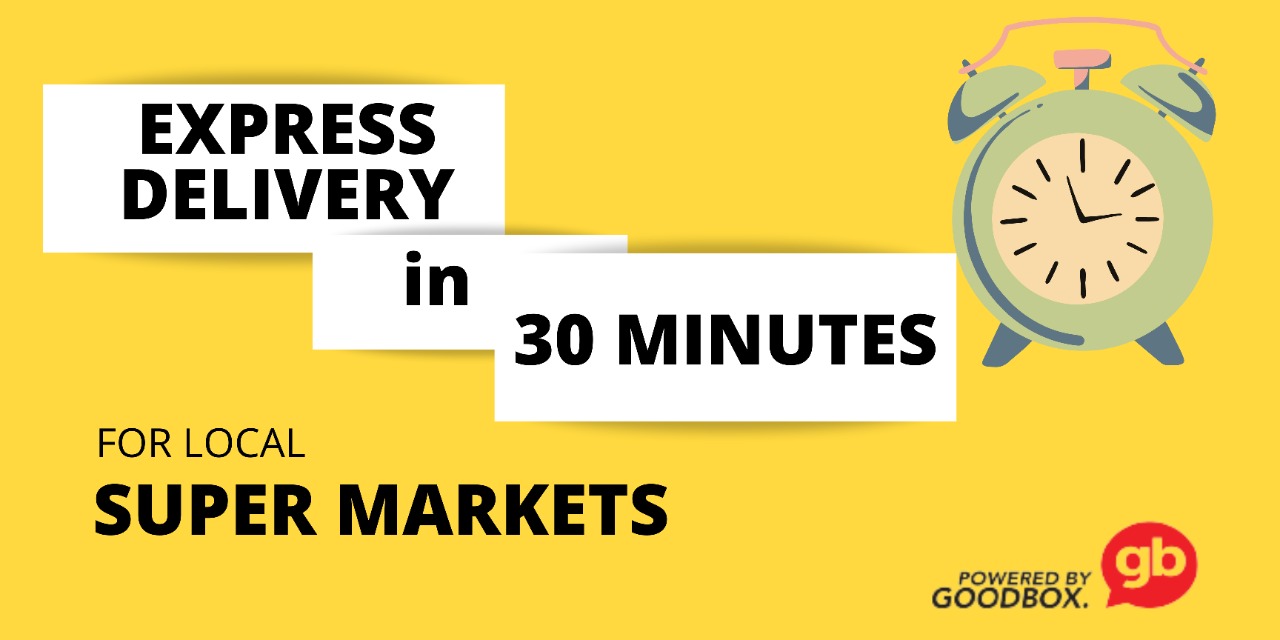 EXPRESS
DELIVERY
in
30 MINUTES
FOR LOCAL
SUPER MARKETS
POWERED BY
GOODBOX.
gb